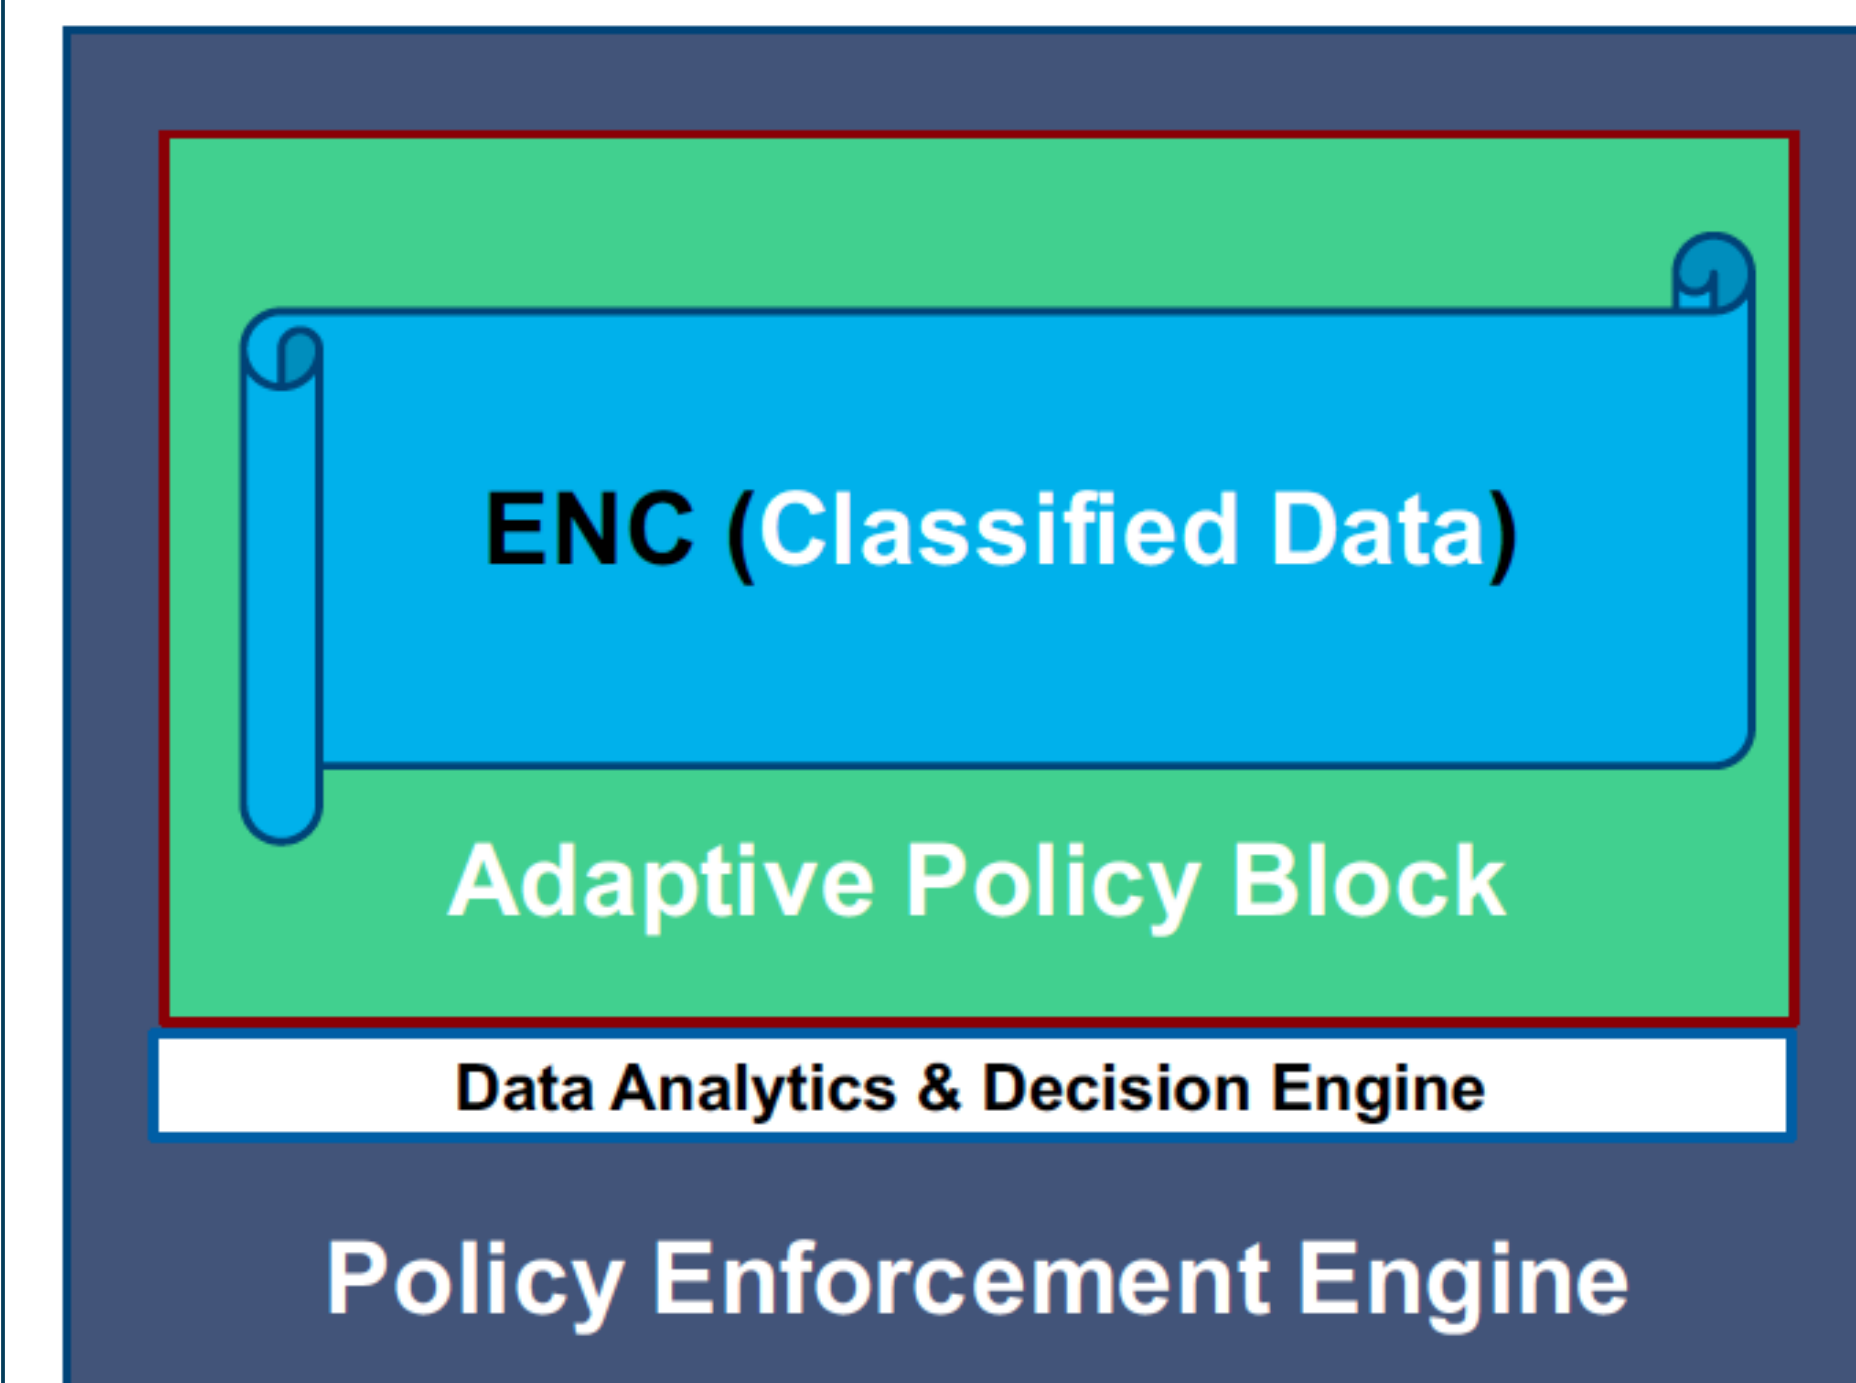 ENC (Classified Data)
Adaptive Policy Block
Data Analytics & Decision Engine
Policy Enforcement Engine